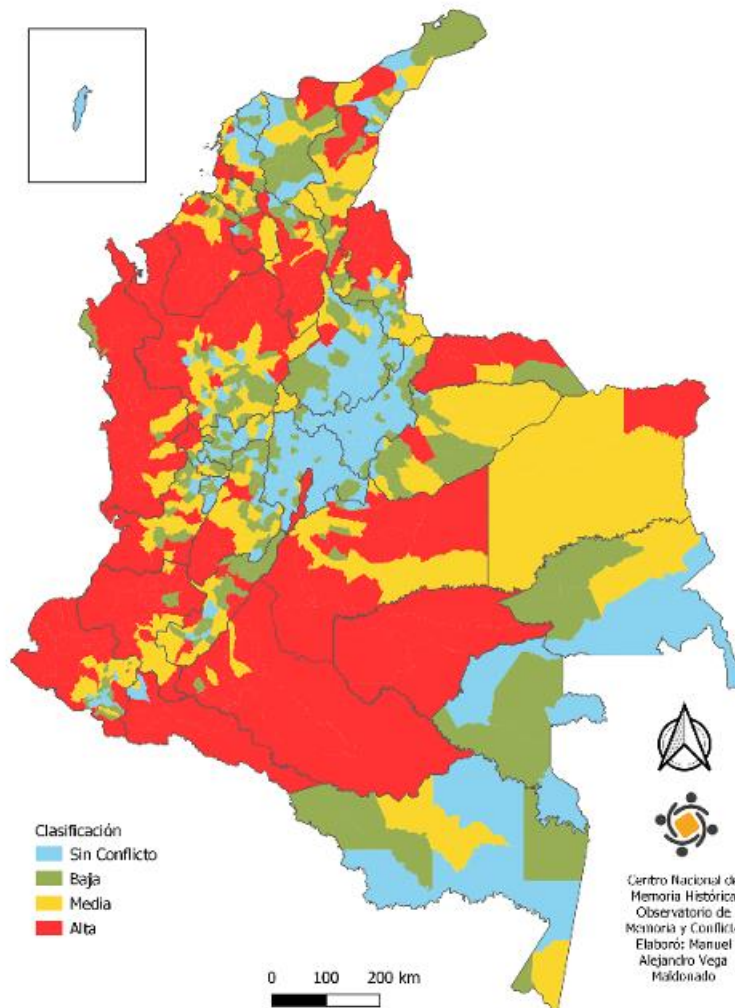 Clasificación
Sin Conflicto
Baja
Media
Alta
0 100 200 km
Centro Nacional de
Memoria Histórica
Observatorio de
Memoria y Conflicto
Elaboró: Manuel
Alejandro Vega
Maldonado